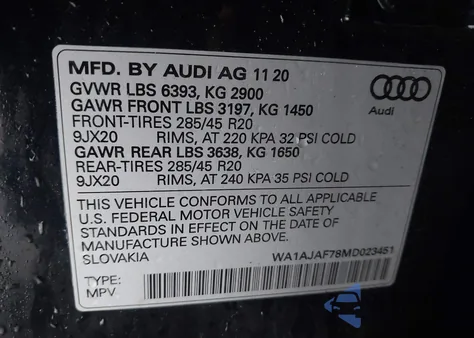 MFD. BY AUDI AG 11 20
GVWR LBS 6393, KG 2900
GAWR FRONT LBS 3197, KG 1450
FRONT-TIRES 285/45 R20
9JX20 RIMS, AT 220 KPA 32 PSI COLD
GAWR REAR LBS 3638, KG 1650
REAR-TIRES 285/45 R20
9JX20 RIMS, AT 240 KPA 35 PSI COLD
Audi
THIS VEHICLE CONFORMS TO ALL APPLICABLE
U.S. FEDERAL MOTOR VEHICLE SAFETY
STANDARDS IN EFFECT ON THE DATE OF
MANUFACTURE SHOWN ABOVE.
SLOVAKIA WA1AJAF78MD023451
TYPE:
MPV